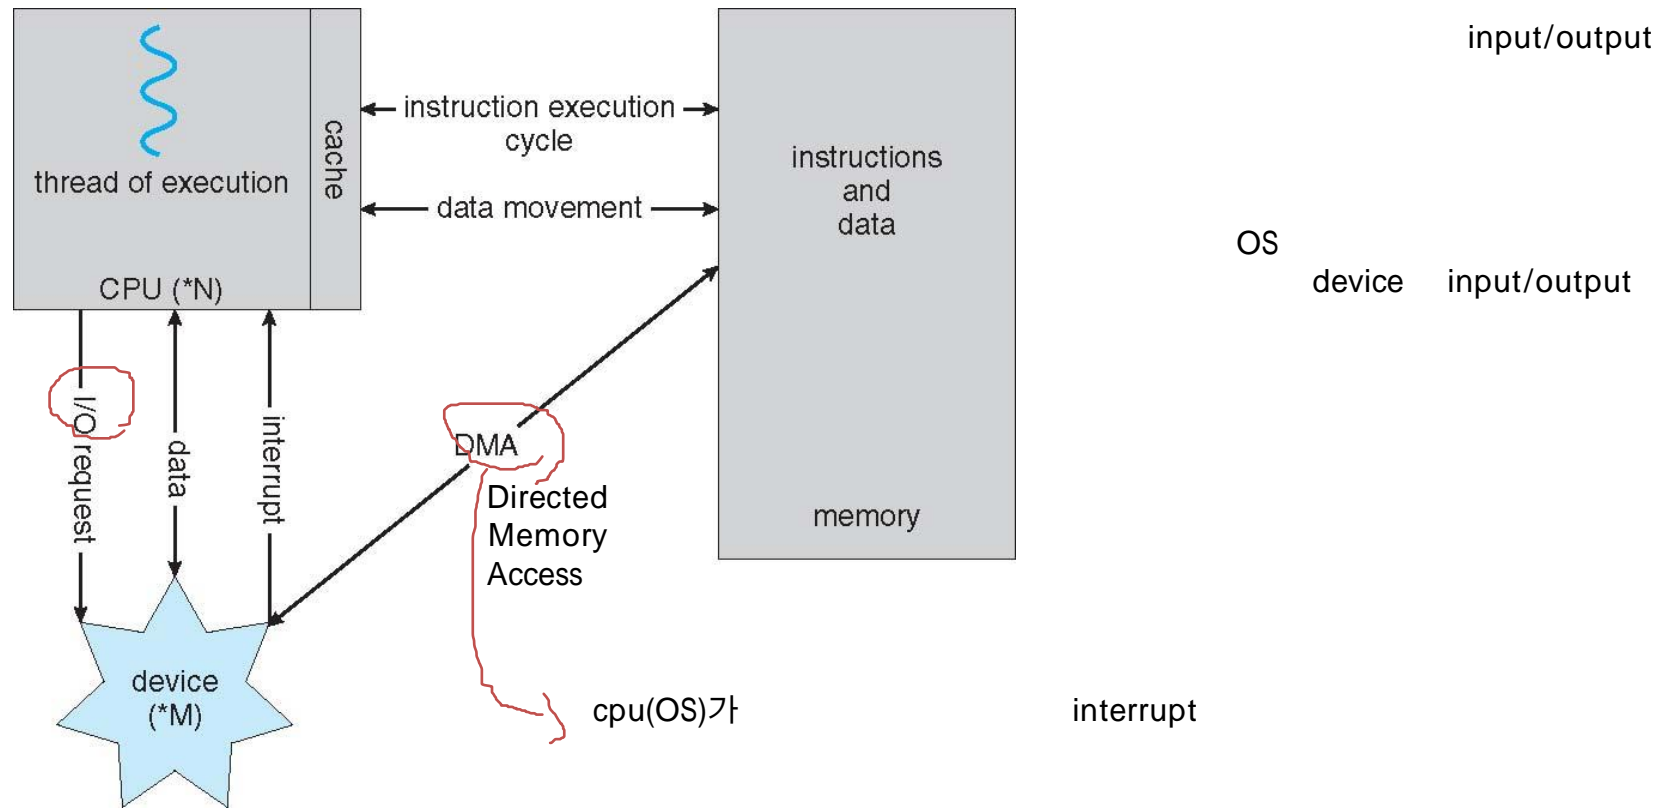 thread of execution
cache
CPU (*N)
instruction execution
cycle
data movement
instructions
and
data
memory
I/O request
data
interrupt
DMA
Directed
Memory
Access
device
(*M)
cpu(OS)가 interrupt
input/output
OS
device input/output